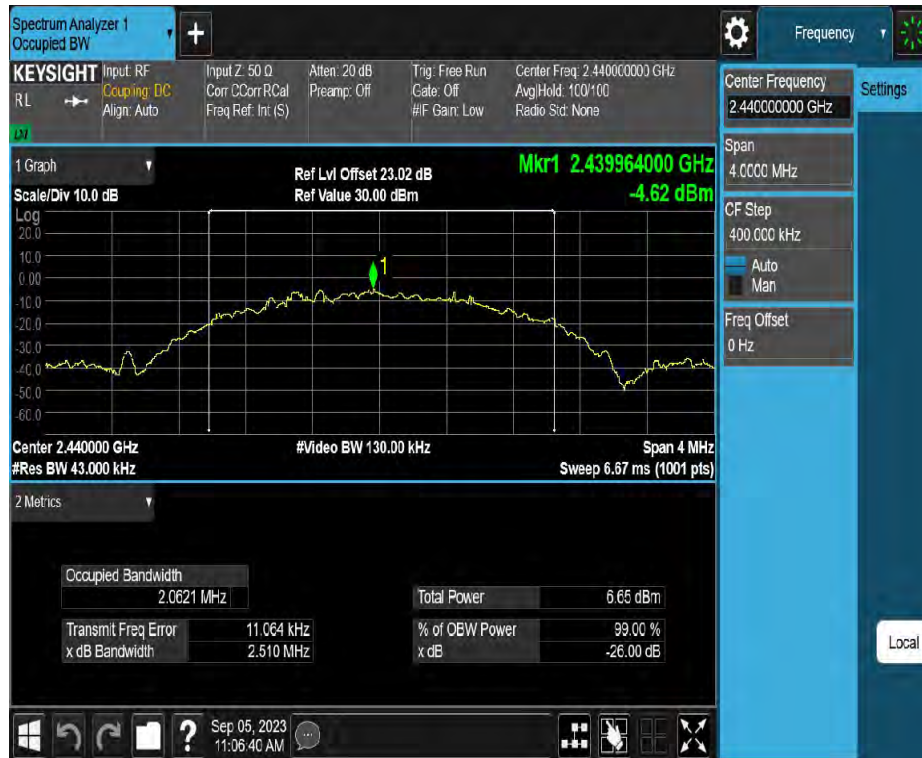 Spectrum Analyzer 1
Occupied BW
+
Frequency
KEYSIGHT
RL
Input: RF
Coupling: DC
Align: Auto
Input Z: 50 Ω
Corr CCorr RCal
Freq Ref: Int (S)
Atten: 20 dB
Preamp: Off
Trig: Free Run
Gate: Off
#IF Gain: Low
Center Freq: 2.440000000 GHz
Avg|Hold: 100/100
Radio Std: None
Center Frequency
2.440000000 GHz
Settings
Span
4.0000 MHz
CF Step
400.000 kHz
Auto
Man
Freq Offset
0 Hz
Local
1 Graph
Scale/Div 10.0 dB
Ref Lvl Offset 23.02 dB
Ref Value 30.00 dBm
Mkr1 2.439964000 GHz
-4.62 dBm
Log
20.0
10.0
0.00
-10.0
-20.0
-30.0
-40.0
-50.0
-60.0
1
Center 2.440000 GHz
#Video BW 130.00 kHz
Span 4 MHz
#Res BW 43.000 kHz
Sweep 6.67 ms (1001 pts)
2 Metrics
Occupied Bandwidth
2.0621 MHz
Total Power 6.65 dBm
Transmit Freq Error 11.064 kHz
% of OBW Power 99.00 %
x dB Bandwidth 2.510 MHz
x dB -26.00 dB
?
Sep 05, 2023
11:06:40 AM